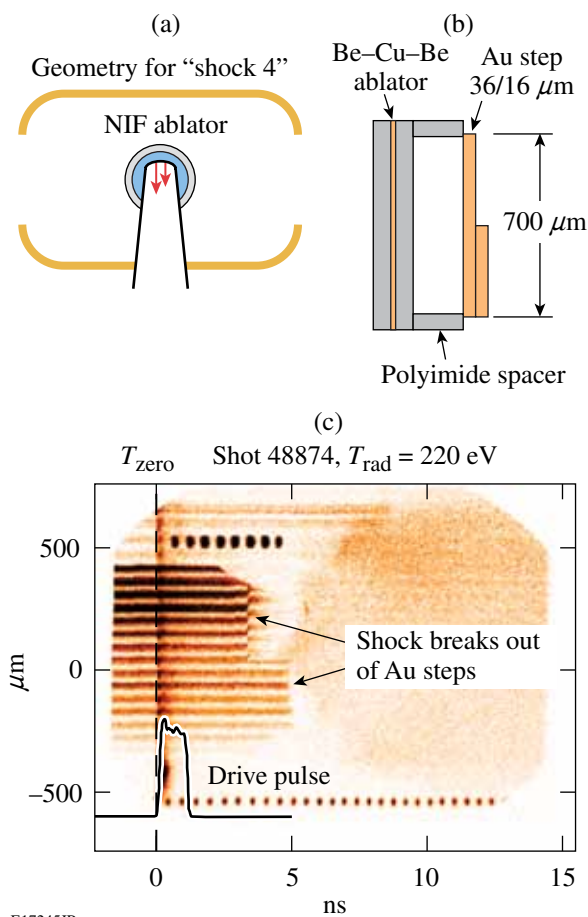 (a)
Geometry for “shock 4”
NIF ablator
(b)
Be–Cu–Be
ablator
Au step
36/16 μm
700 μm
Polyimide spacer
(c)
T_zero Shot 48874, T_rad = 220 eV
500
0
–500
μm
Shock breaks out
of Au steps
Drive pulse
0 5 10 15
ns